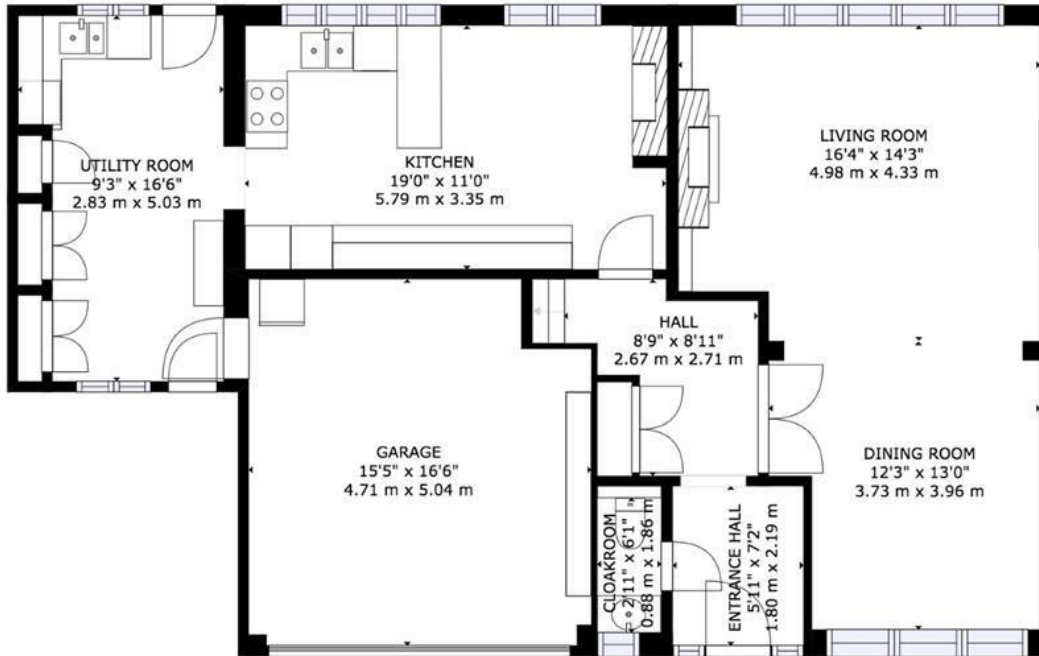 UTILITY ROOM
9'3" x 16'6"
2.83 m x 5.03 m
KITCHEN
19'0" x 11'0"
5.79 m x 3.35 m
LIVING ROOM
16'4" x 14'3"
4.98 m x 4.33 m
HALL
8'9" x 8'11"
2.67 m x 2.71 m
GARAGE
15'5" x 16'6"
4.71 m x 5.04 m
DINING ROOM
12'3" x 13'0"
3.73 m x 3.96 m
CLOAKROOM
2'11" x 6'1"
0.88 m x 1.86 m
ENTRANCE HALL
5'11" x 7'2"
1.80 m x 2.19 m